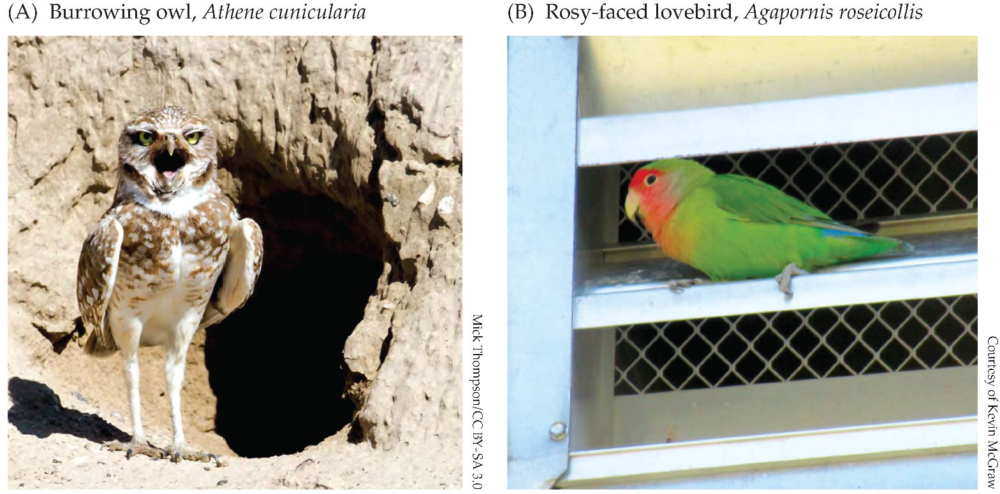 (A) Burrowing owl, Athene cunicularia
(B) Rosy-faced lovebird, Agapornis roseicollis
Mick Thompson/CC BY-SA 3.0
Courtesy of Kevin McGraw